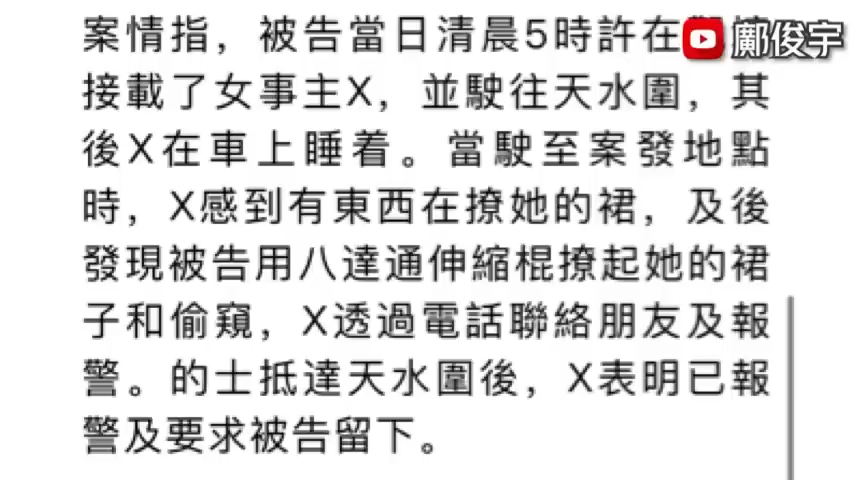 案情指，被告當日清晨5時許在
鄺俊宇
接載了女事主X，並駛往天水圍，其
後X在車上睡着。當駛至案發地點
時，X感到有東西在撩她的裙，及後
發現被告用八達通伸縮棍撩起她的裙
子和偷窺，X透過電話聯絡朋友及報
警。的士抵達天水圍後，X表明已報
警及要求被告留下。